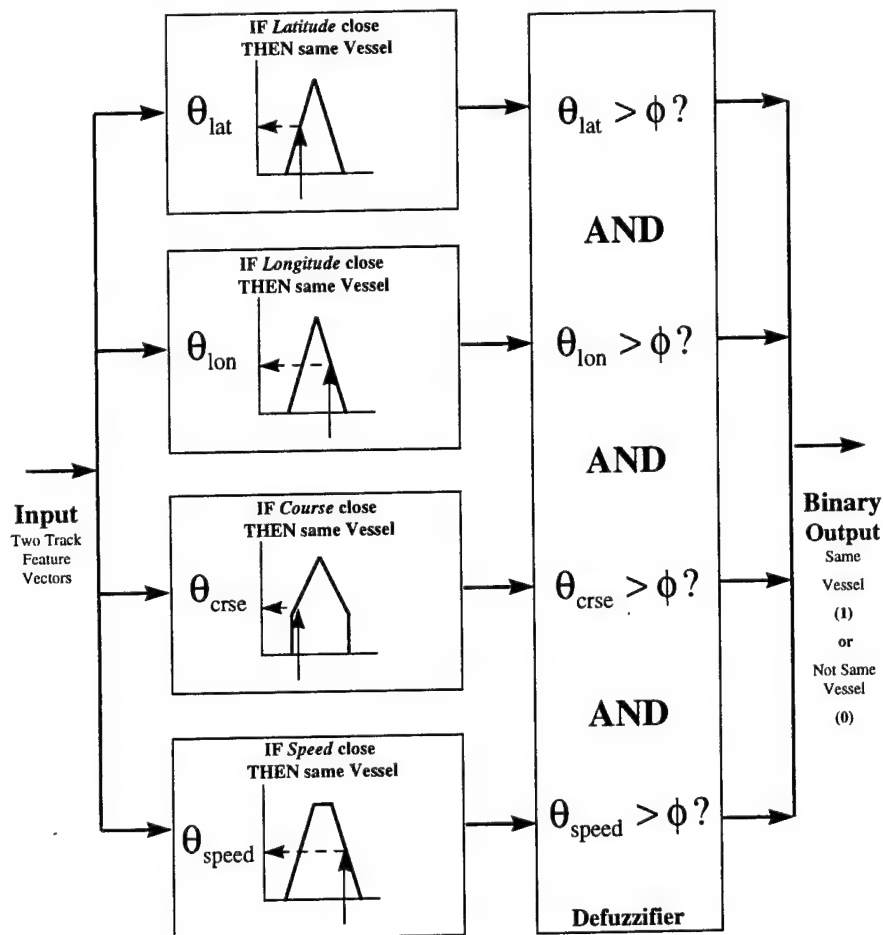 IF Latitude close
THEN same Vessel
θlat
IF Longitude close
THEN same Vessel
θlon
IF Course close
THEN same Vessel
θcrse
IF Speed close
THEN same Vessel
θspeed
Input
Two Track
Feature
Vectors
θlat > ϕ ?
AND
θlon > ϕ ?
AND
θcrse > ϕ ?
AND
θspeed > ϕ ?
Defuzzifier
Binary
Output
Same
Vessel
(1)
or
Not Same
Vessel
(0)